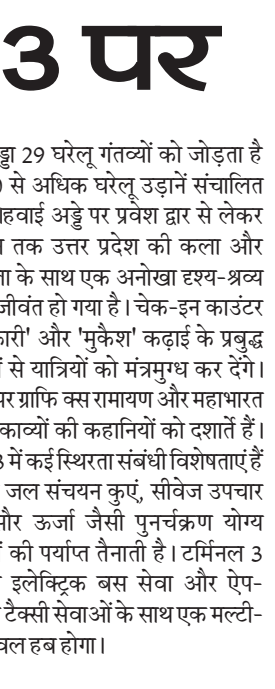 3 पर
ड्डा 29 घरेलू गंतव्यों को जोड़ता है
से अधिक घरेलू उड़ानें संचालित
हवाई अड्डे पर प्रवेश द्वार से लेकर
तक उत्तर प्रदेश की कला और
ता के साथ एक अनोखा दृश्य-श्रव्य
जीवंत हो गया है। चेक-इन काउंटर
कारी' और 'मुकैश' कढ़ाई के प्रबुद्ध
ं से यात्रियों को मंत्रमुग्ध कर देंगे।
पर ग्राफि क्स रामायण और महाभारत
काव्यों की कहानियों को दर्शाते हैं।
3 में कई स्थिरता संबंधी विशेषताएं हैं
जल संचयन कुएं, सीवेज उपचार
और ऊर्जा जैसी पुनर्चक्रण योग्य
ं की पर्याप्त तैनाती है। टर्मिनल 3
इलेक्ट्रिक बस सेवा और ऐप-
टैक्सी सेवाओं के साथ एक मल्टी-
वल हब होगा।